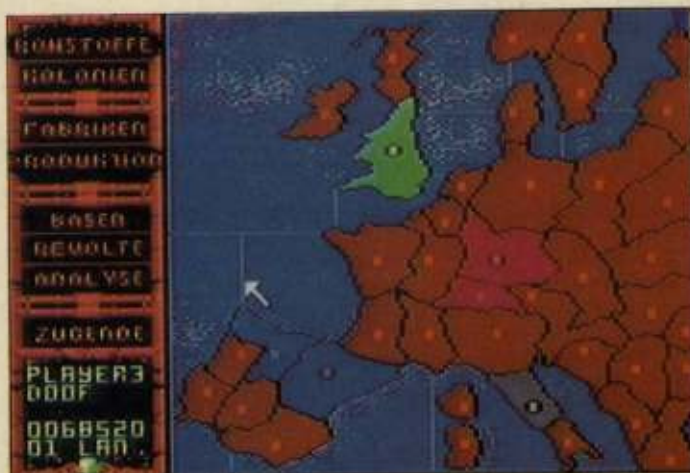 ROHSTOFFE
KOLONIEN
FABRIKEN
PRODUKTION
BASEN
REVOLTE
ANALYSE
ZUGENDE
PLAYER3
DOOF
0068520
01 LAN.